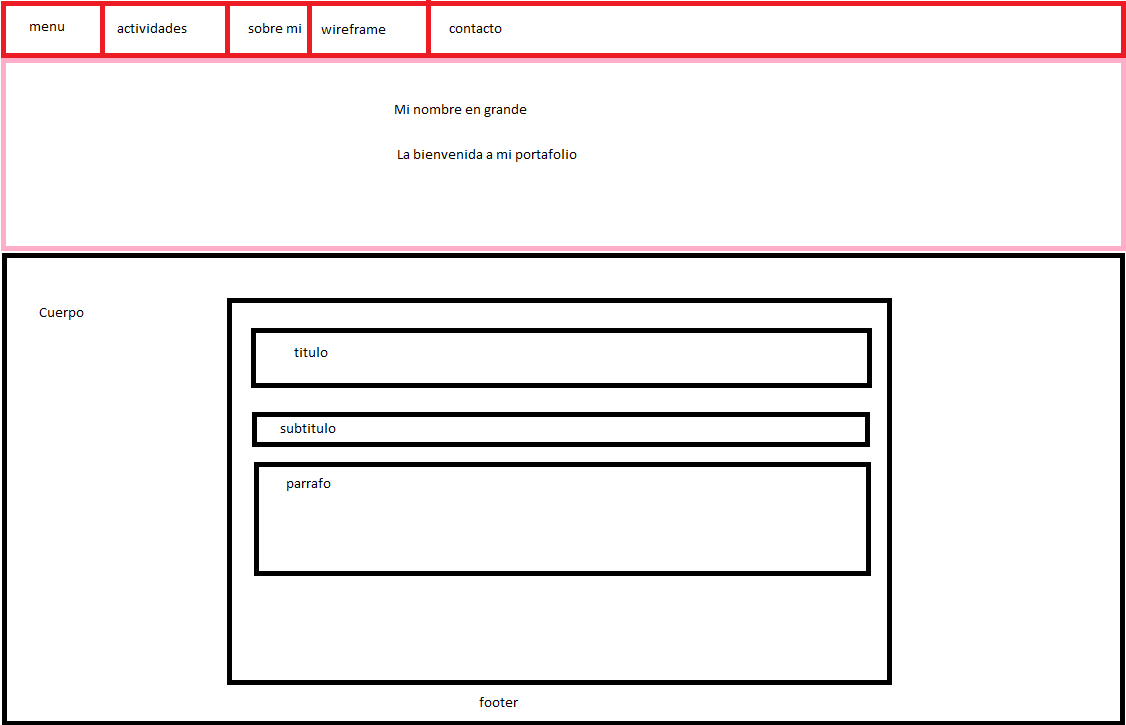 menu
actividades
sobre mi
wireframe
contacto
Mi nombre en grande
La bienvenida a mi portafolio
Cuerpo
titulo
subtitulo
parrafo
footer